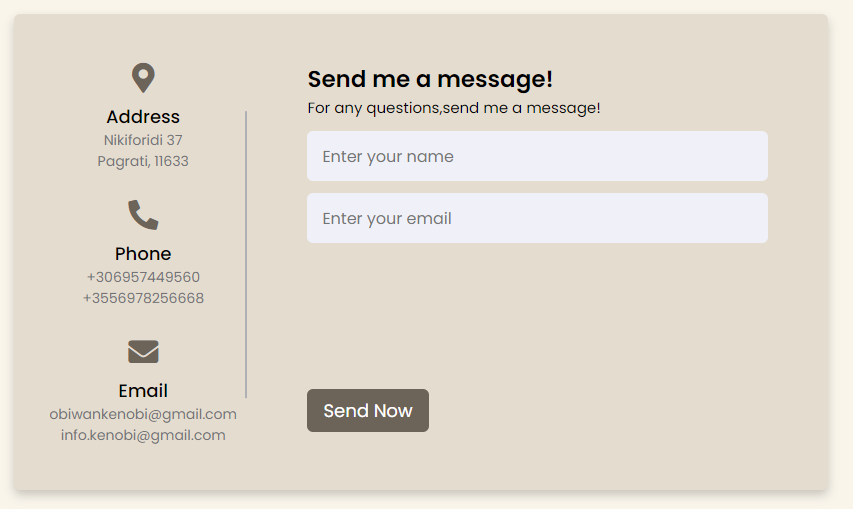 Address
Nikiforidi 37
Pagrati, 11633
Phone
+306957449560
+3556978256668
Email
obiwankenobi@gmail.com
info.kenobi@gmail.com
Send me a message!
For any questions,send me a message!
Enter your name
Enter your email
Send Now